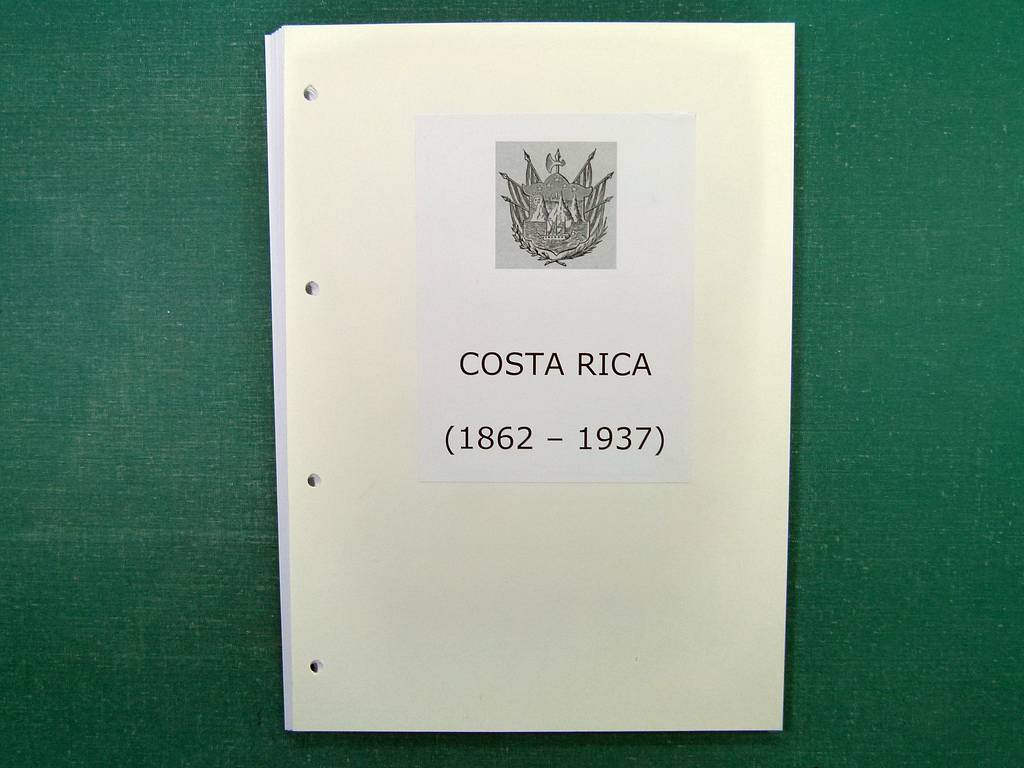 COSTA RICA
(1862 – 1937)